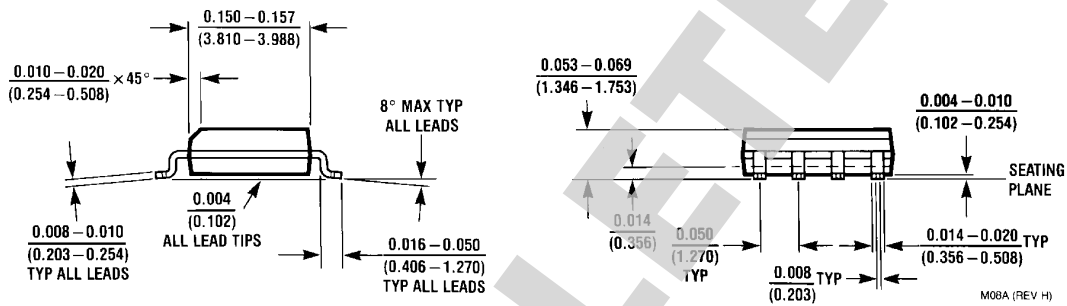 0.150 – 0.157
(3.810 – 3.988)
0.010 – 0.020
(0.254 – 0.508)
× 45°
8° MAX TYP
ALL LEADS
0.004
(0.102)
ALL LEAD TIPS
0.008 – 0.010
(0.203 – 0.254)
TYP ALL LEADS
0.016 – 0.050
(0.406 – 1.270)
TYP ALL LEADS
0.053 – 0.069
(1.346 – 1.753)
0.004 – 0.010
(0.102 – 0.254)
SEATING
PLANE
0.014
(0.356)
0.050
(1.270)
TYP
0.014 – 0.020 TYP
(0.356 – 0.508)
0.008 TYP
(0.203)
M08A (REV H)
LETE